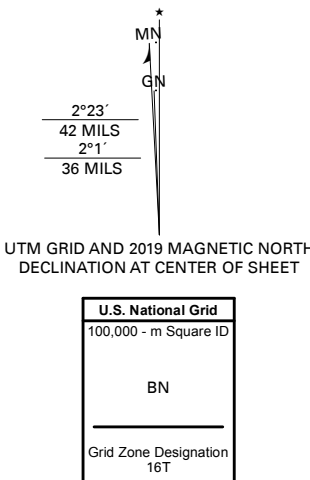 MN
GN
2°23´
42 MILS
2°1´
36 MILS
UTM GRID AND 2019 MAGNETIC NORTH
DECLINATION AT CENTER OF SHEET
U.S. National Grid
100,000 - m Square ID
BN
Grid Zone Designation
16T